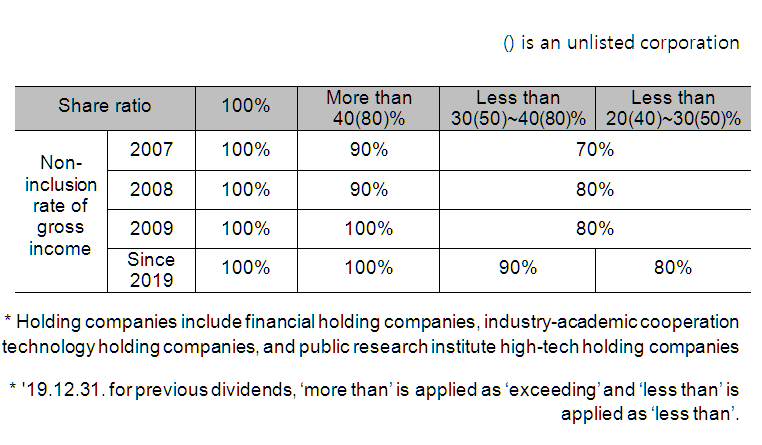 () is an unlisted corporation
Share ratio 100% More than 40(80)% Less than 30(50)~40(80)% Less than 20(40)~30(50)%
Non-inclusion rate of gross income
2007 100% 90% 70%
2008 100% 90% 80%
2009 100% 100% 80%
Since 2019 100% 100% 90% 80%
* Holding companies include financial holding companies, industry-academic cooperation
technology holding companies, and public research institute high-tech holding companies
* '19.12.31. for previous dividends, ‘more than’ is applied as ‘exceeding’ and ‘less than’ is
applied as ‘less than’.